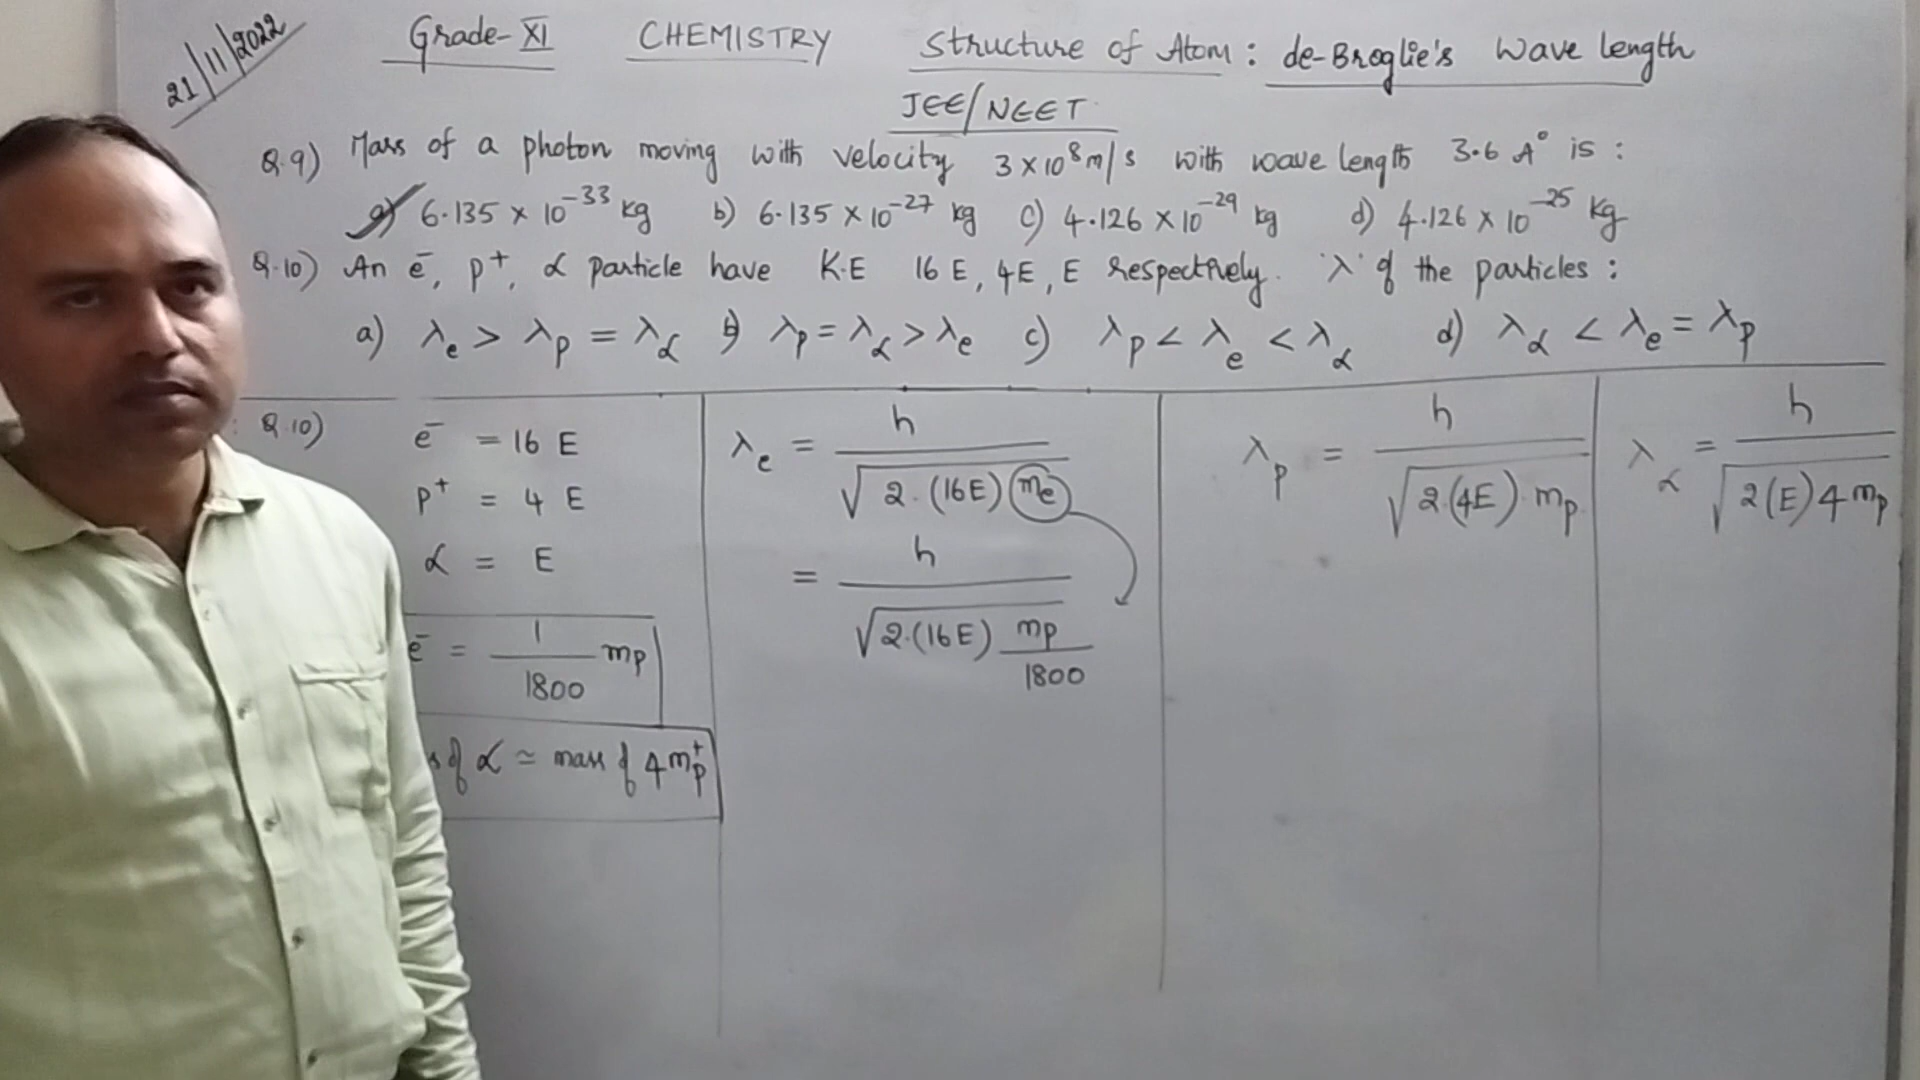 21/11/2022
Grade-XI CHEMISTRY Structure of Atom: de-Broglie's Wave length
JEE/NEET
Q.9) Mass of a photon moving with velocity 3×10⁸ m/s with wave length 3.6 A° is :
a) 6.135 × 10⁻³³ kg b) 6.135 × 10⁻²⁷ kg c) 4.126 × 10⁻²⁹ kg d) 4.126 × 10⁻²⁵ kg
Q.10) An e⁻, p⁺, α particle have K.E 16 E, 4E, E respectively. 'λ' of the particles :
a) λe > λp = λα b) λp = λα > λe c) λp < λe < λα d) λα < λe = λp
Q.10)
e⁻ = 16 E
p⁺ = 4 E
α = E
e⁻ = 1/1800 mp
of α ≃ mass of 4 mp⁺
λe = h / √2·(16E) me
= h / √2·(16E) mp/1800
λp = h / √2·(4E)·mp
λα = h / √2(E)4mp